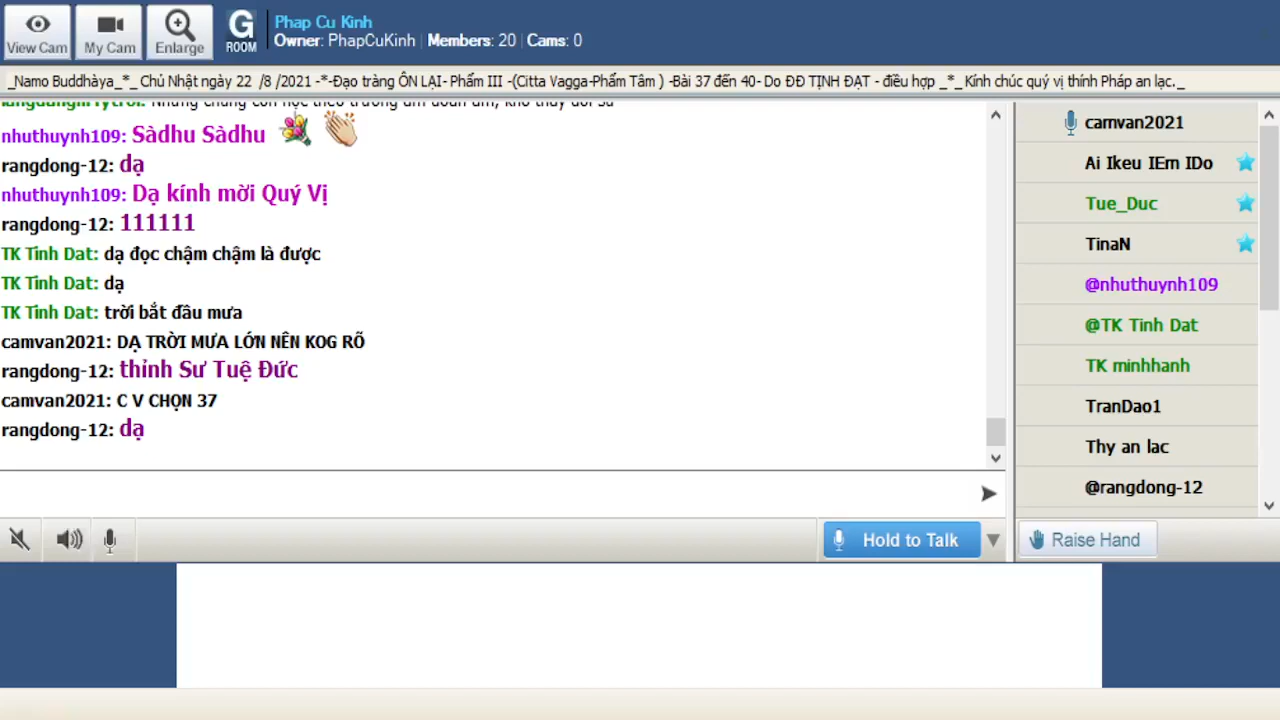 View Cam
My Cam
Enlarge
G
ROOM
Phap Cu Kinh
Owner: PhapCuKinh | Members: 20 | Cams: 0
_Namo Buddhàya_*_ Chủ Nhật ngày 22 /8 /2021 -*-Đạo tràng ÔN LẠI- Phẩm III -(Citta Vagga-Phẩm Tâm ) -Bài 37 đến 40- Do ĐĐ TỊNH ĐẠT - điều hợp _*_ Kính chúc quý vị thính Pháp an lạc._
nhuthuynh109: Sàdhu Sàdhu
rangdong-12: dạ
nhuthuynh109: Dạ kính mời Quý Vị
rangdong-12: 111111
TK Tinh Dat: dạ đọc chậm chậm là được
TK Tinh Dat: dạ
TK Tinh Dat: trời bắt đầu mưa
camvan2021: DẠ TRỜI MƯA LỚN NÊN KOG RÕ
rangdong-12: thỉnh Sư Tuệ Đức
camvan2021: C V CHỌN 37
rangdong-12: dạ
camvan2021
Ai Ikeu IEm IDo
Tue_Duc
TinaN
@nhuthuynh109
@TK Tinh Dat
TK minhhanh
TranDao1
Thy an lac
@rangdong-12
Hold to Talk
Raise Hand